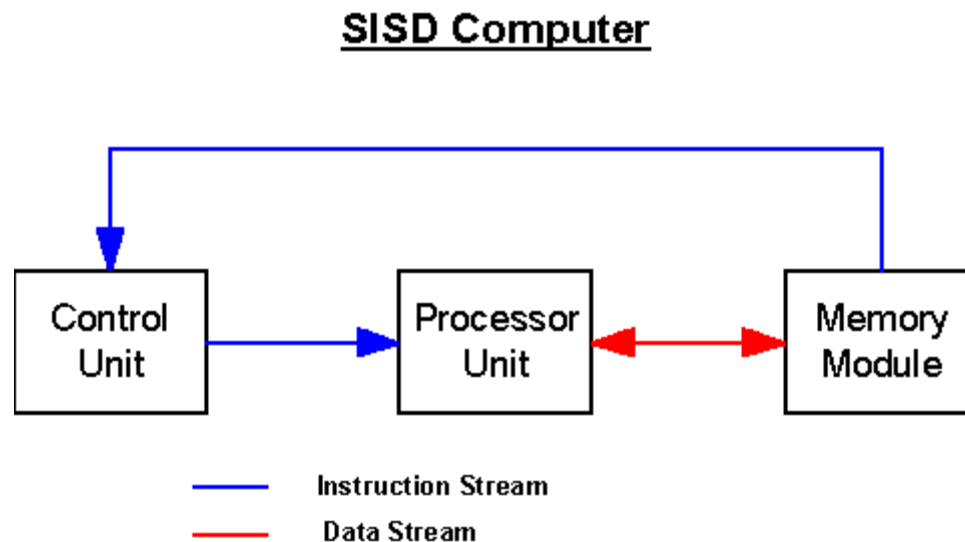 SISD Computer
Control
Unit
Processor
Unit
Memory
Module
Instruction Stream
Data Stream